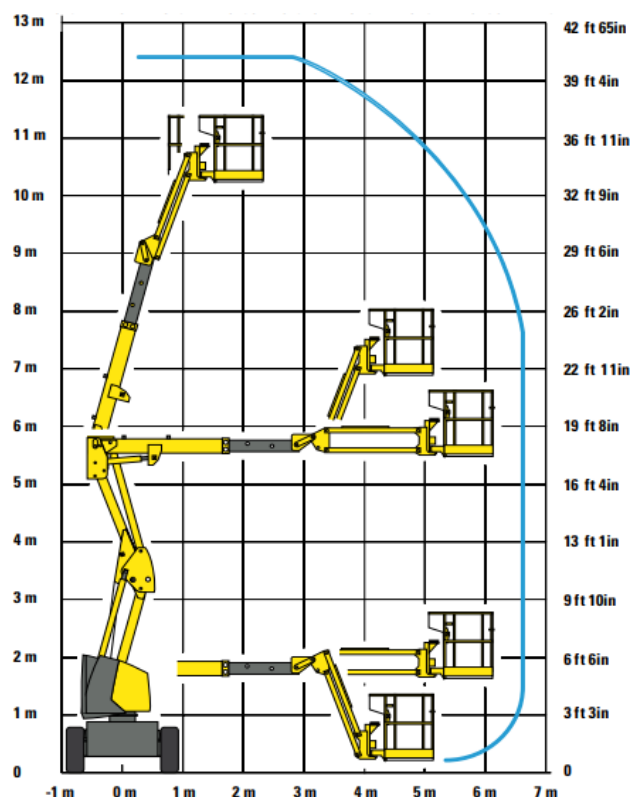 13 m 42 ft 65in
12 m 39 ft 4in
11 m 36 ft 11in
10 m 32 ft 9in
9 m 29 ft 6in
8 m 26 ft 2in
7 m 22 ft 11in
6 m 19 ft 8in
5 m 16 ft 4in
4 m 13 ft 1in
3 m 9 ft 10in
2 m 6 ft 6in
1 m 3 ft 3in
0 0
-1 m 0 m 1 m 2 m 3 m 4 m 5 m 6 m 7 m